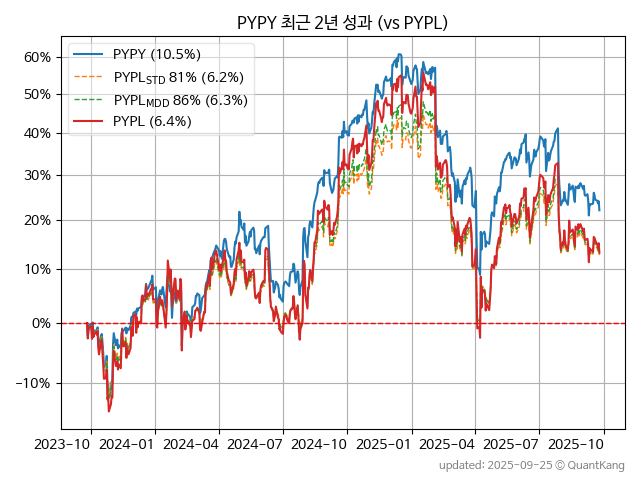 PYPY 최근 2년 성과 (vs PYPL)
PYPY (10.5%)
PYPL_STD 81% (6.2%)
PYPL_MDD 86% (6.3%)
PYPL (6.4%)
60%
50%
40%
30%
20%
10%
0%
−10%
2023-10 2024-01 2024-04 2024-07 2024-10 2025-01 2025-04 2025-07 2025-10
updated: 2025-09-25 © QuantKang